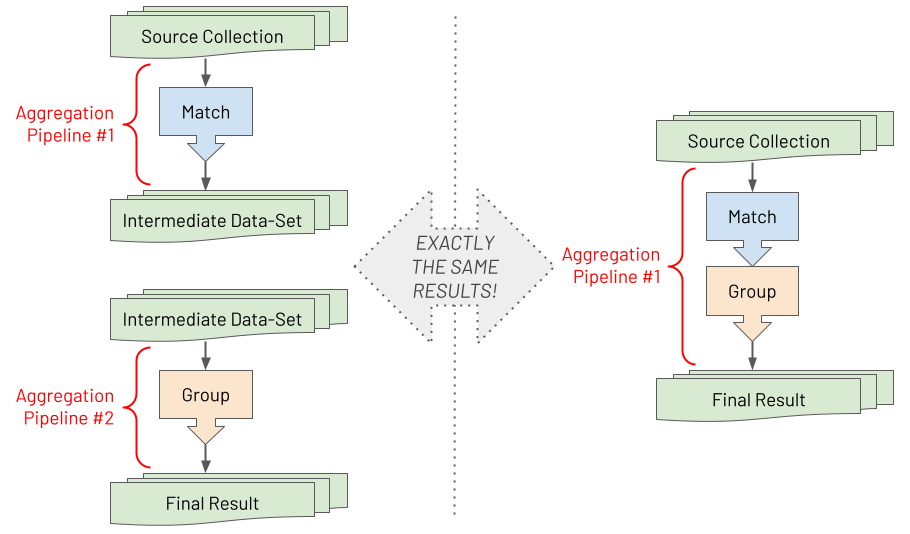 Source Collection
Aggregation
Pipeline #1
Match
Intermediate Data-Set
Intermediate Data-Set
Aggregation
Pipeline #2
Group
Final Result
EXACTLY
THE SAME
RESULTS!
Source Collection
Aggregation
Pipeline #1
Match
Group
Final Result